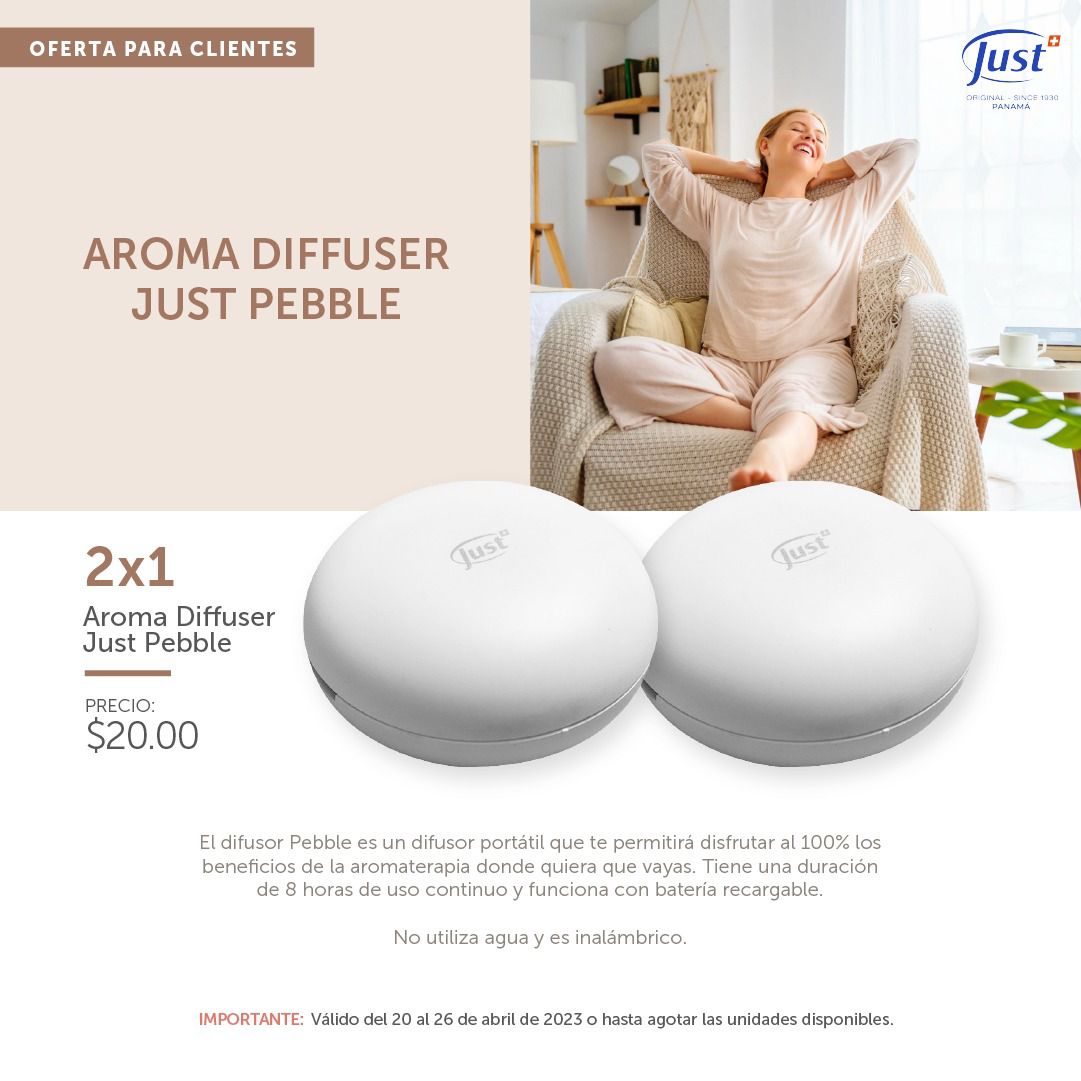 OFERTA PARA CLIENTES
Just
ORIGINAL - SINCE 1930
PANAMÁ
AROMA DIFFUSER
JUST PEBBLE
Just
Just
2x1
Aroma Diffuser
Just Pebble
PRECIO:
$20.00
El difusor Pebble es un difusor portátil que te permitirá disfrutar al 100% los
beneficios de la aromaterapia donde quiera que vayas. Tiene una duración
de 8 horas de uso continuo y funciona con batería recargable.
No utiliza agua y es inalámbrico.
IMPORTANTE: Válido del 20 al 26 de abril de 2023 o hasta agotar las unidades disponibles.